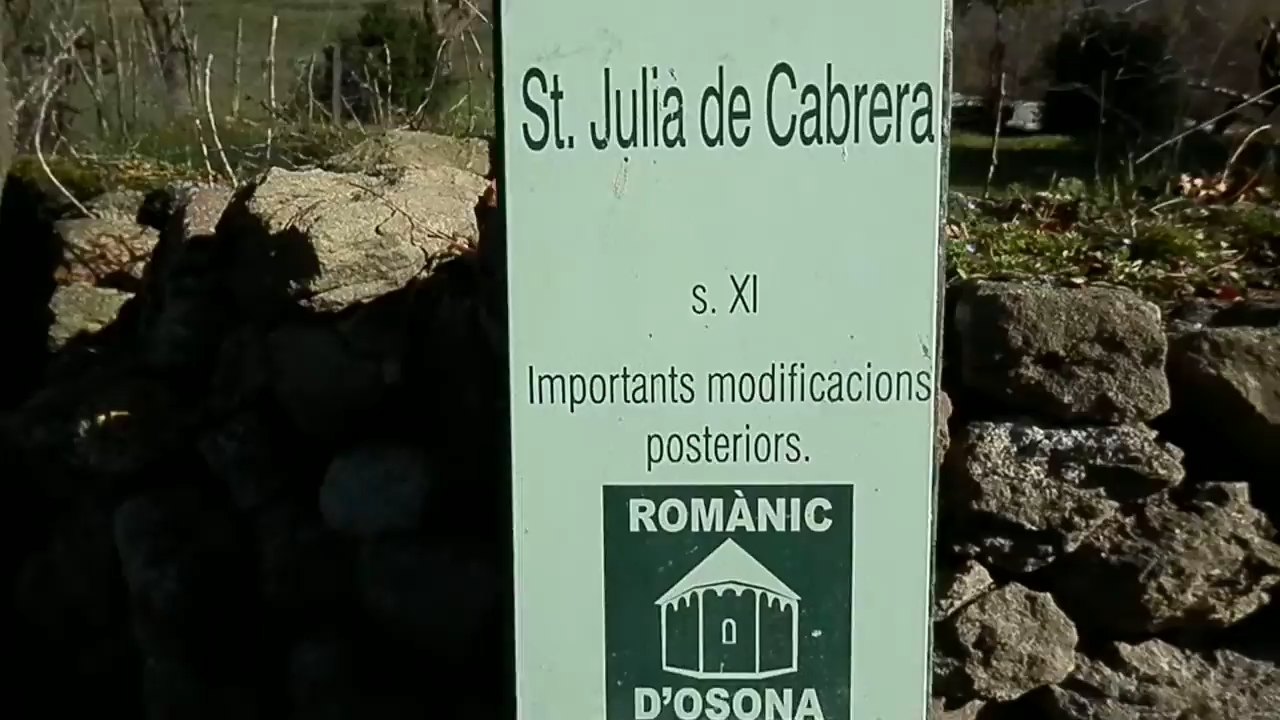 St. Julià de Cabrera
s. XI
Importants modificacions
posteriors.
ROMÀNIC
D'OSONA